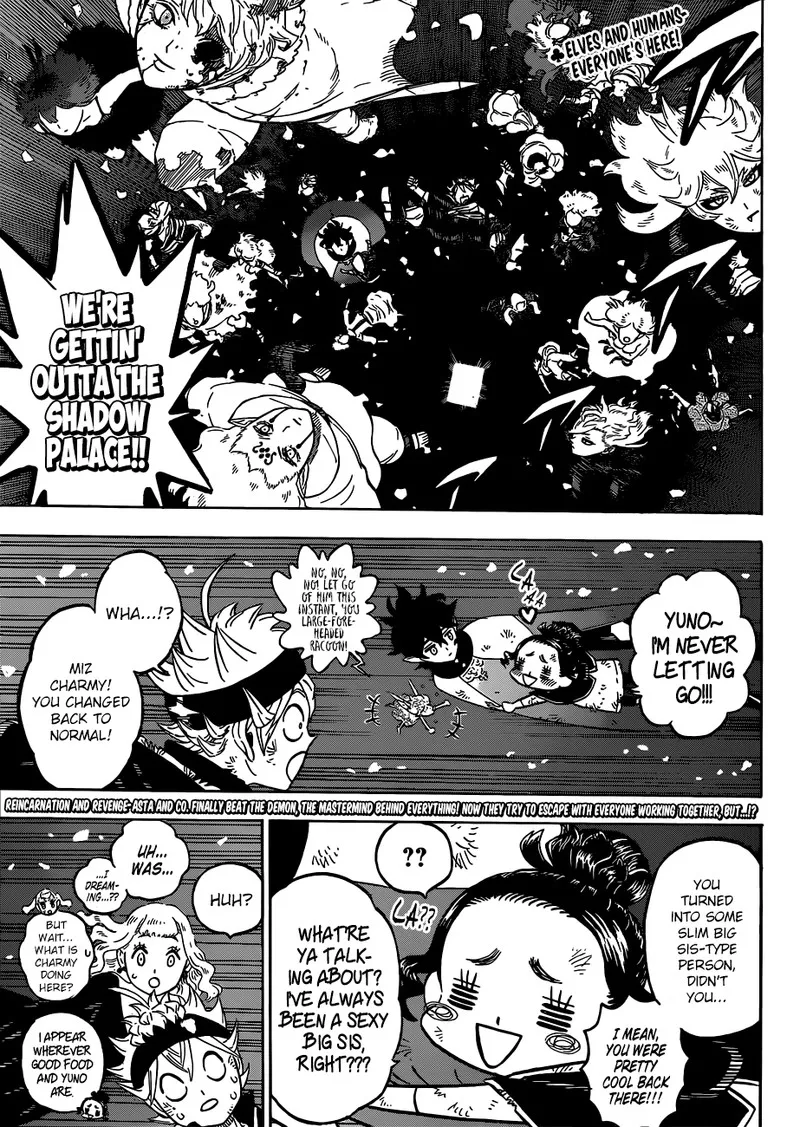 ♣ELVES AND HUMANS-
EVERYONE'S HERE!
WE'RE
GETTIN'
OUTTA THE
SHADOW
PALACE!!
YUNO~
I'M NEVER
LETTING
GO!!!
LA
AA
NO, NO,
NO! LET GO
OF HIM THIS
INSTANT, YOU
LARGE-FORE-
HEADED
RACOON!
WHA...!?
MIZ
CHARMY!
YOU CHANGED
BACK TO
NORMAL!
REINCARNATION AND REVENGE-ASTA AND CO. FINALLY BEAT THE DEMON, THE MASTERMIND BEHIND EVERYTHING! NOW THEY TRY TO ESCAPE WITH EVERYONE WORKING TOGETHER, BUT...!?
YOU
TURNED
INTO SOME
SLIM BIG
SIS-TYPE
PERSON,
DIDN'T
YOU...
I MEAN,
YOU WERE
PRETTY
COOL BACK
THERE!!!
??
LA??
WHAT'RE
YA TALK-
ING ABOUT?
I'VE ALWAYS
BEEN A SEXY
BIG SIS,
RIGHT???
HUH?
UH...
WAS...
...I
DREAM-
ING...??
BUT
WAIT...
WHAT IS
CHARMY
DOING
HERE?
I APPEAR
WHEREVER
GOOD FOOD
AND YUNO
ARE.